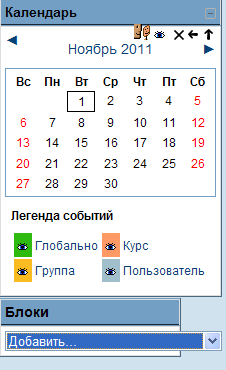 Календарь
Ноябрь 2011
Вс Пн Вт Ср Чт Пт Сб
1 2 3 4 5
6 7 8 9 10 11 12
13 14 15 16 17 18 19
20 21 22 23 24 25 26
27 28 29 30
Легенда событий
Глобально Курс
Группа Пользователь
Блоки
Добавить...